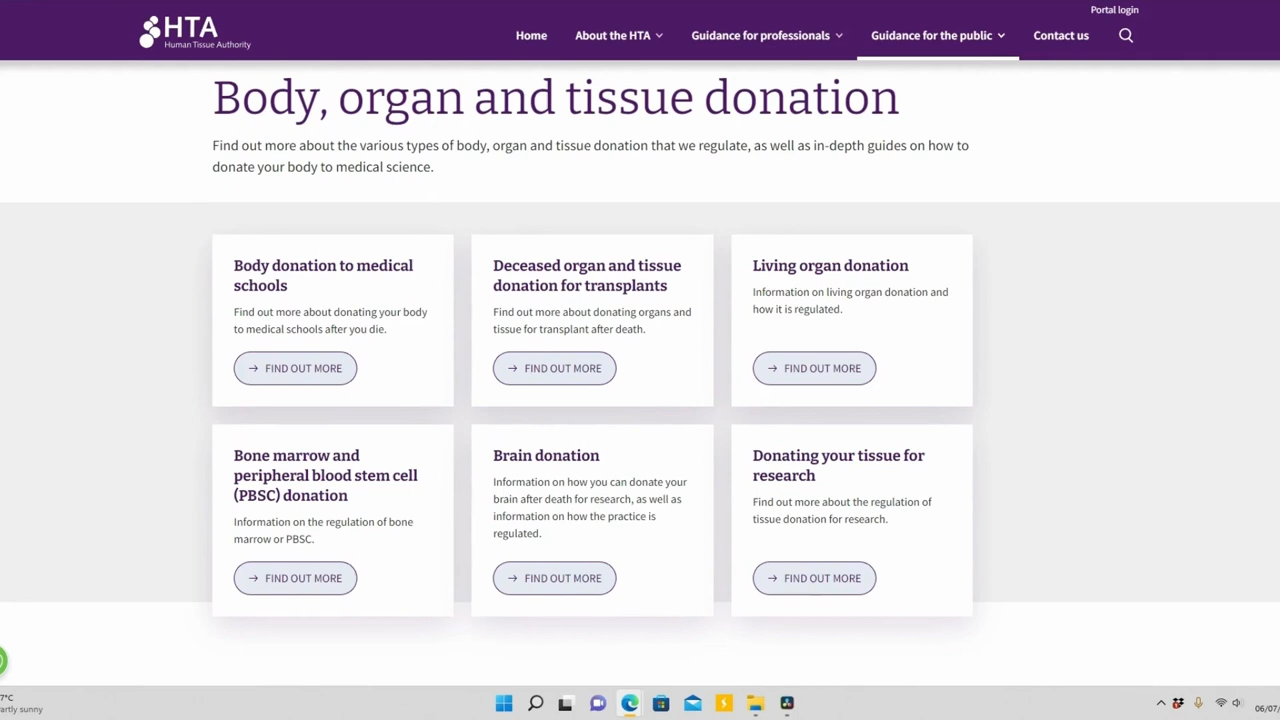 Portal login
HTA
Human Tissue Authority
Home
About the HTA
Guidance for professionals
Guidance for the public
Contact us
Body, organ and tissue donation
Find out more about the various types of body, organ and tissue donation that we regulate, as well as in-depth guides on how to
donate your body to medical science.
Body donation to medical
schools
Find out more about donating your body
to medical schools after you die.
→ FIND OUT MORE
Deceased organ and tissue
donation for transplants
Find out more about donating organs and
tissue for transplant after death.
→ FIND OUT MORE
Living organ donation
Information on living organ donation and
how it is regulated.
→ FIND OUT MORE
Bone marrow and
peripheral blood stem cell
(PBSC) donation
Information on the regulation of bone
marrow or PBSC.
→ FIND OUT MORE
Brain donation
Information on how you can donate your
brain after death for research, as well as
information on how the practice is
regulated.
→ FIND OUT MORE
Donating your tissue for
research
Find out more about the regulation of
tissue donation for research.
→ FIND OUT MORE
7°C
artly sunny
06/07/